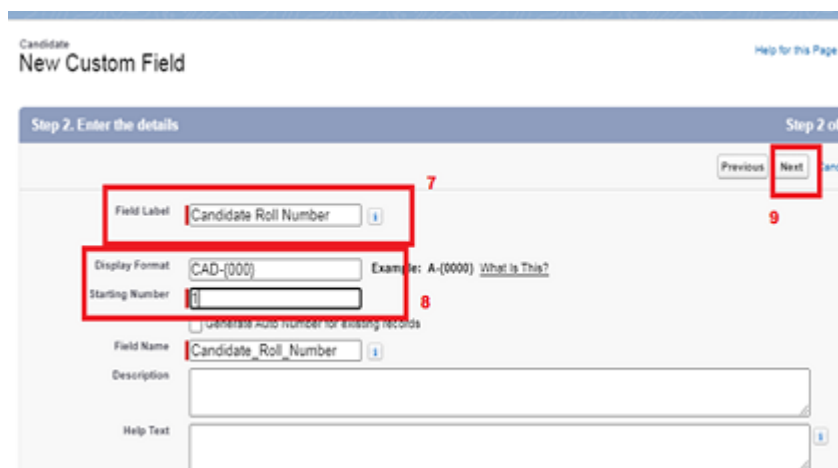 Candidate
New Custom Field
Help for this Page
Step 2. Enter the details Step 2 of
Previous Next
7
9
Field Label Candidate Roll Number i
Display Format CAD-{000} Example: A-{0000} What Is This?
Starting Number 1
8
Generate Auto Number for existing records
Field Name Candidate_Roll_Number i
Description
Help Text i